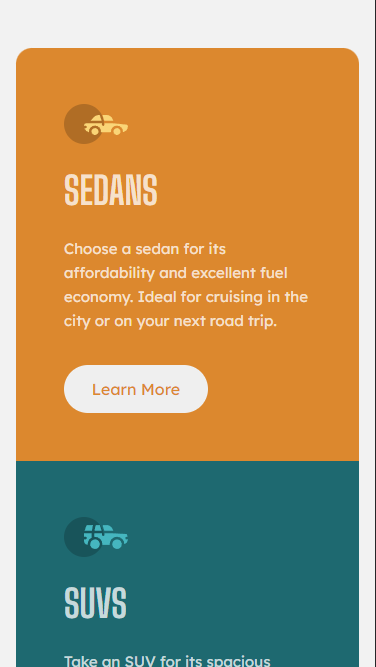 SEDANS
Choose a sedan for its
affordability and excellent fuel
economy. Ideal for cruising in the
city or on your next road trip.
Learn More
SUVS
Take an SUV for its spacious